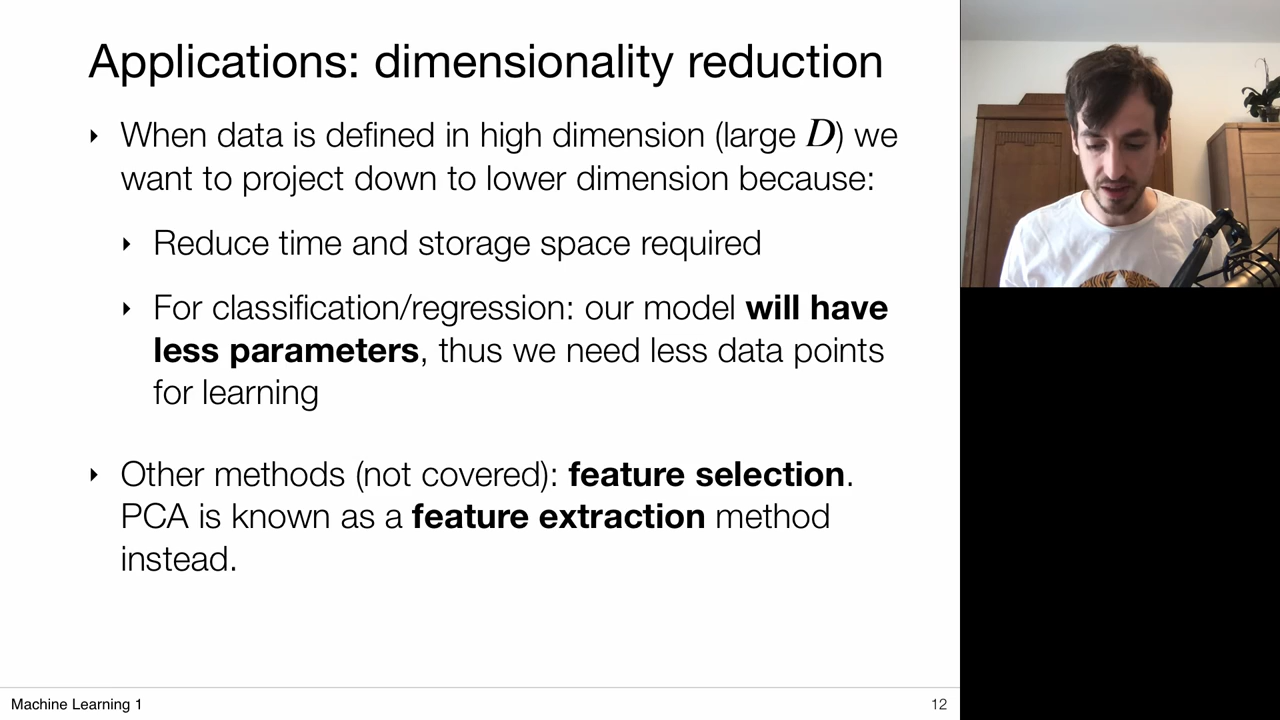 Applications: dimensionality reduction
‣ When data is defined in high dimension (large D) we
want to project down to lower dimension because:
‣ Reduce time and storage space required
‣ For classification/regression: our model will have
less parameters, thus we need less data points
for learning
‣ Other methods (not covered): feature selection.
PCA is known as a feature extraction method
instead.
Machine Learning 1
12